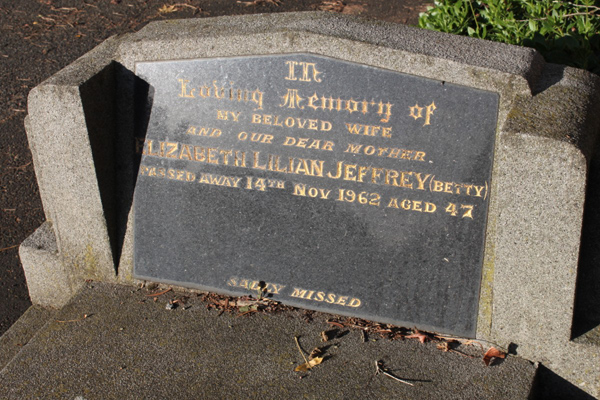 In
Loving Memory of
MY BELOVED WIFE
AND OUR DEAR MOTHER.
ELIZABETH LILIAN JEFFREY (BETTY)
PASSED AWAY 14TH NOV 1962 AGED 47
SADLY MISSED